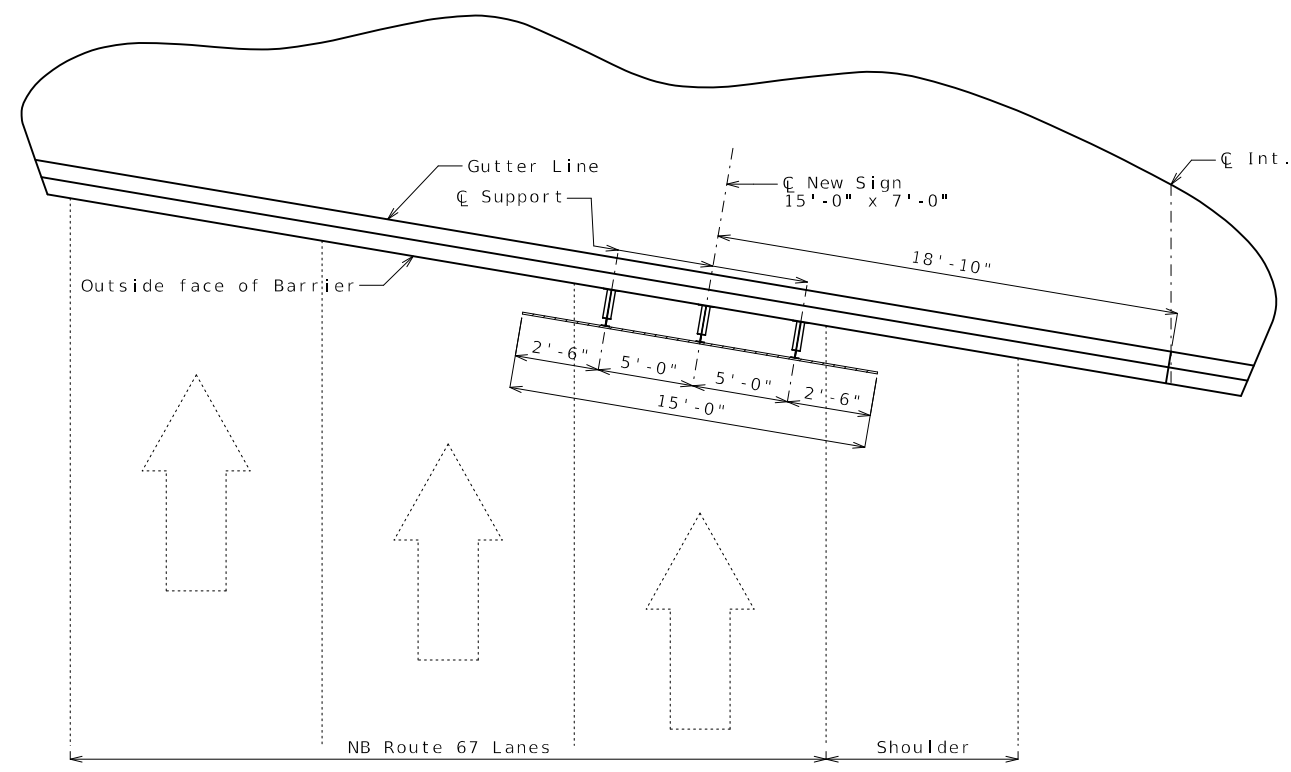 Gutter Line
℄ Support
℄ New Sign
15'-0" x 7'-0"
℄ Int.
18'-10"
Outside face of Barrier
2'-6"
5'-0"
5'-0"
2'-6"
15'-0"
NB Route 67 Lanes
Shoulder